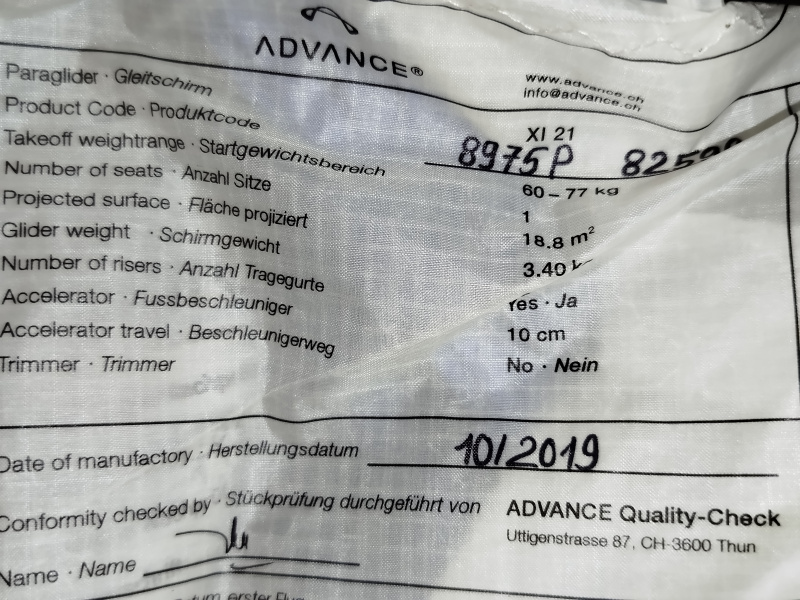 ADVANCE®
www.advance.ch
info@advance.ch
Paraglider · Gleitschirm XI 21
Product Code · Produktcode 8975P
Takeoff weightrange · Startgewichtsbereich 60 – 77 kg
Number of seats · Anzahl Sitze 1
Projected surface · Fläche projiziert 18.8 m²
Glider weight · Schirmgewicht 3.40
Number of risers · Anzahl Tragegurte
Accelerator · Fussbeschleuniger · Ja
Accelerator travel · Beschleunigerweg 10 cm
Trimmer · Trimmer No · Nein
Date of manufactory · Herstellungsdatum 10/2019
Conformity checked by · Stückprüfung durchgeführt von ADVANCE Quality-Check
Uttigenstrasse 87, CH-3600 Thun
Name · Name